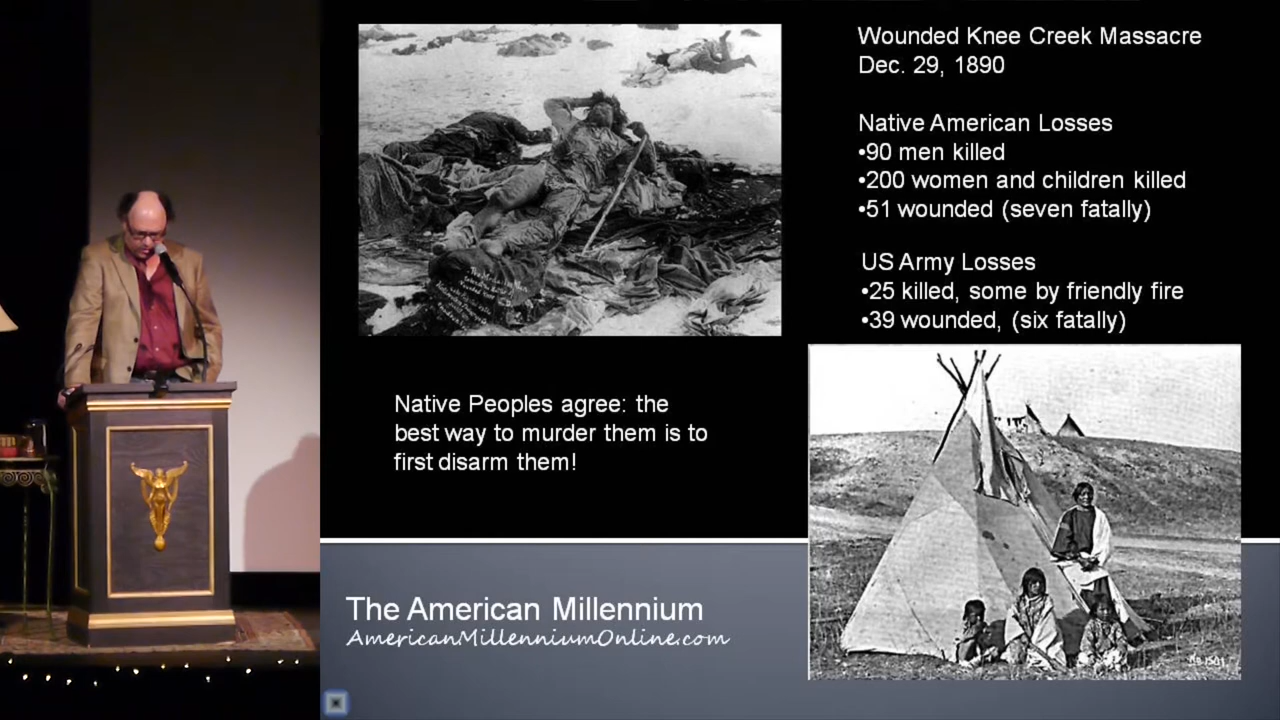 Wounded Knee Creek Massacre
Dec. 29, 1890
Native American Losses
•90 men killed
•200 women and children killed
•51 wounded (seven fatally)
US Army Losses
•25 killed, some by friendly fire
•39 wounded, (six fatally)
Native Peoples agree: the
best way to murder them is to
first disarm them!
The American Millennium
AmericanMillenniumOnline.com